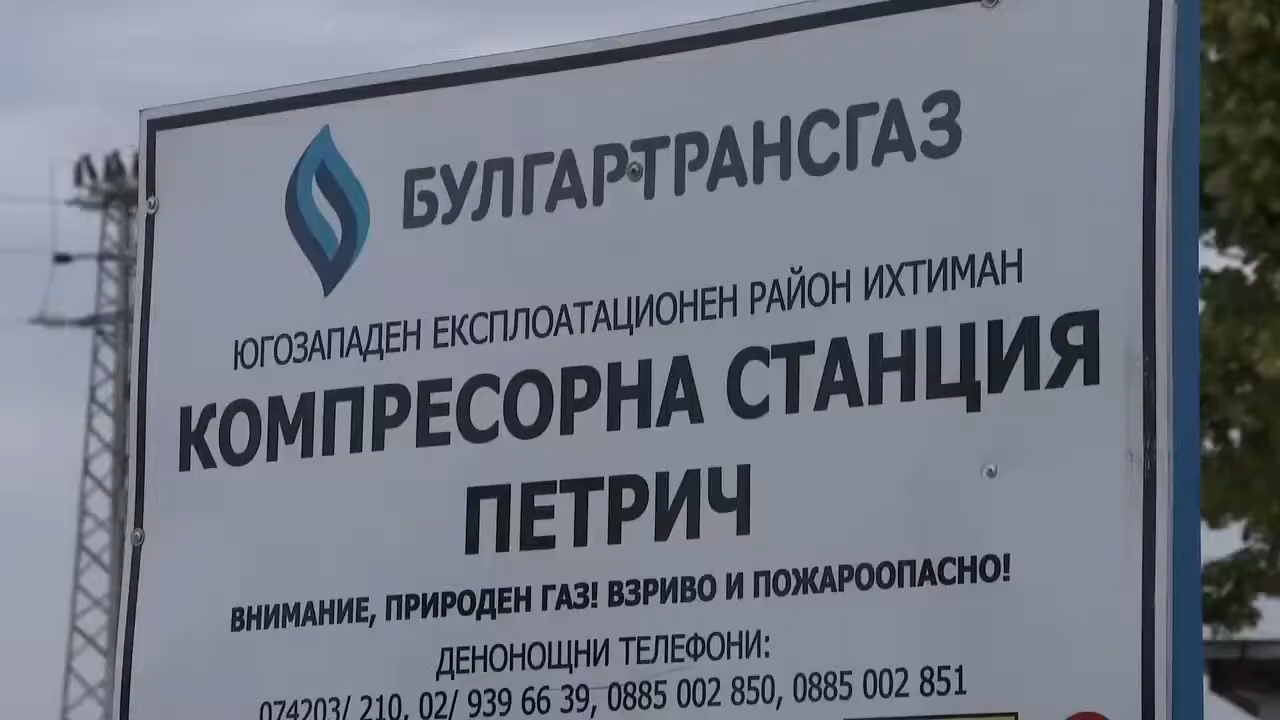 БУЛГАРТРАНСГАЗ
ЮГОЗАПАДЕН ЕКСПЛОАТАЦИОНЕН РАЙОН ИХТИМАН
КОМПРЕСОРНА СТАНЦИЯ
ПЕТРИЧ
ВНИМАНИЕ, ПРИРОДЕН ГАЗ! ВЗРИВО И ПОЖАРООПАСНО!
ДЕНОНОЩНИ ТЕЛЕФОНИ:
074203/ 210, 02/ 939 66 39, 0885 002 850, 0885 002 851